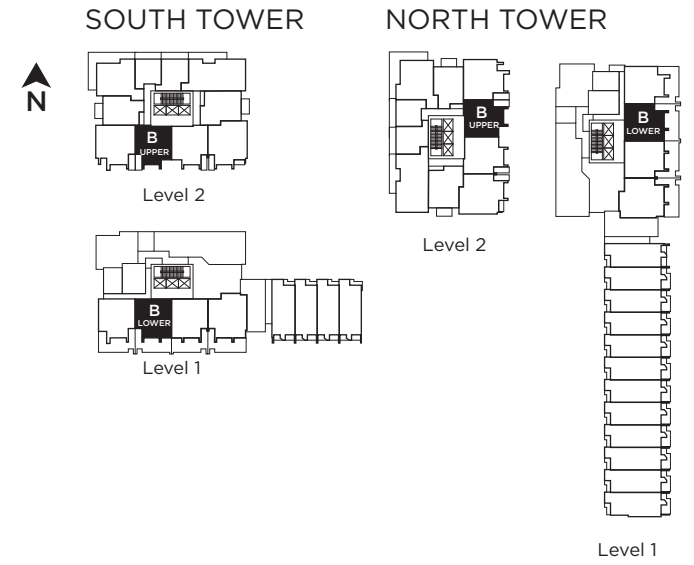 SOUTH TOWER
NORTH TOWER
N
B
UPPER
Level 2
B
LOWER
Level 1
B
UPPER
Level 2
B
LOWER
Level 1